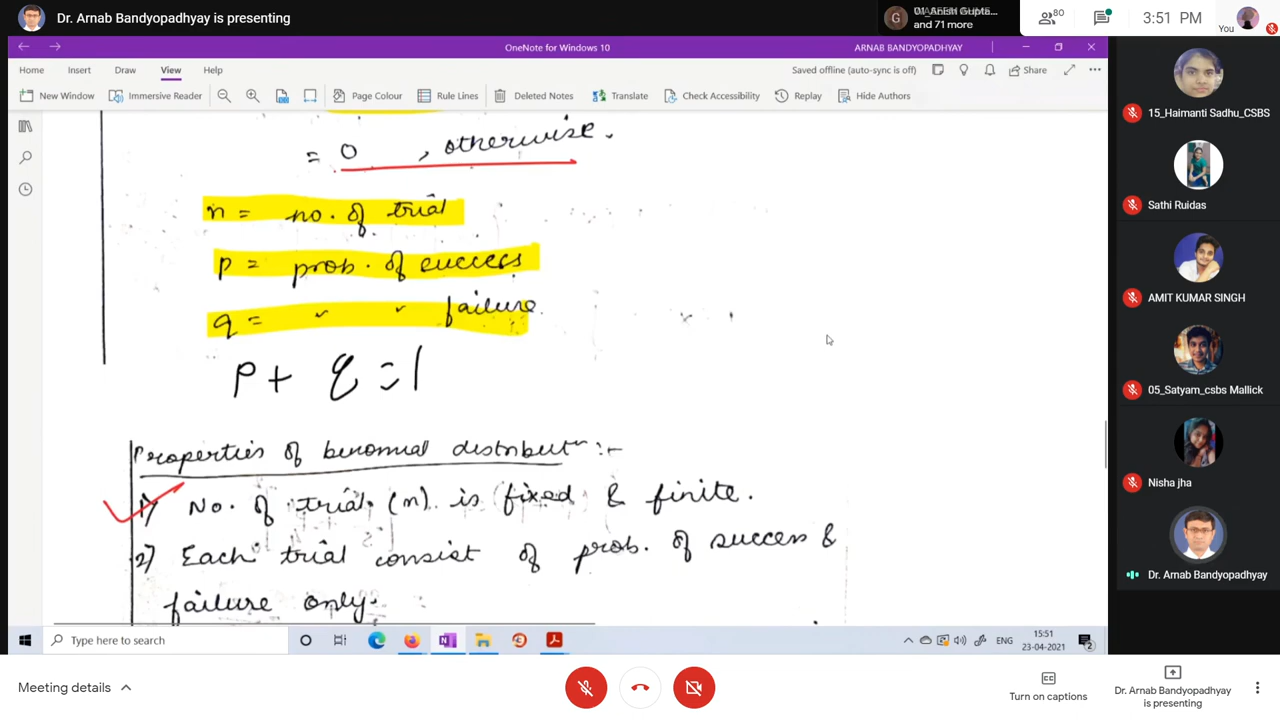 Dr. Arnab Bandyopadhyay is presenting
G
and 71 more
80
3:51 PM
You
OneNote for Windows 10
ARNAB BANDYOPADHYAY
Home Insert Draw View Help
Saved offline (auto-sync is off)
Share
New Window
Immersive Reader
Page Colour
Rule Lines
Deleted Notes
Translate
Check Accessibility
Replay
Hide Authors
= 0 , otherwise.
n = no. of trial
p = prob. of success
q = " " failure.
p + q = 1
Properties of binomial distributn :-
1) No. of trial (n) is fixed & finite.
2) Each trial consist of prob. of success &
failure only.
15_Haimanti Sadhu_CSBS
Sathi Ruidas
AMIT KUMAR SINGH
05_Satyam_csbs Mallick
Nisha jha
Dr. Arnab Bandyopadhyay
Type here to search
ENG
15:51
23-04-2021
2
Meeting details
Turn on captions
Dr. Arnab Bandyopadhyay
is presenting